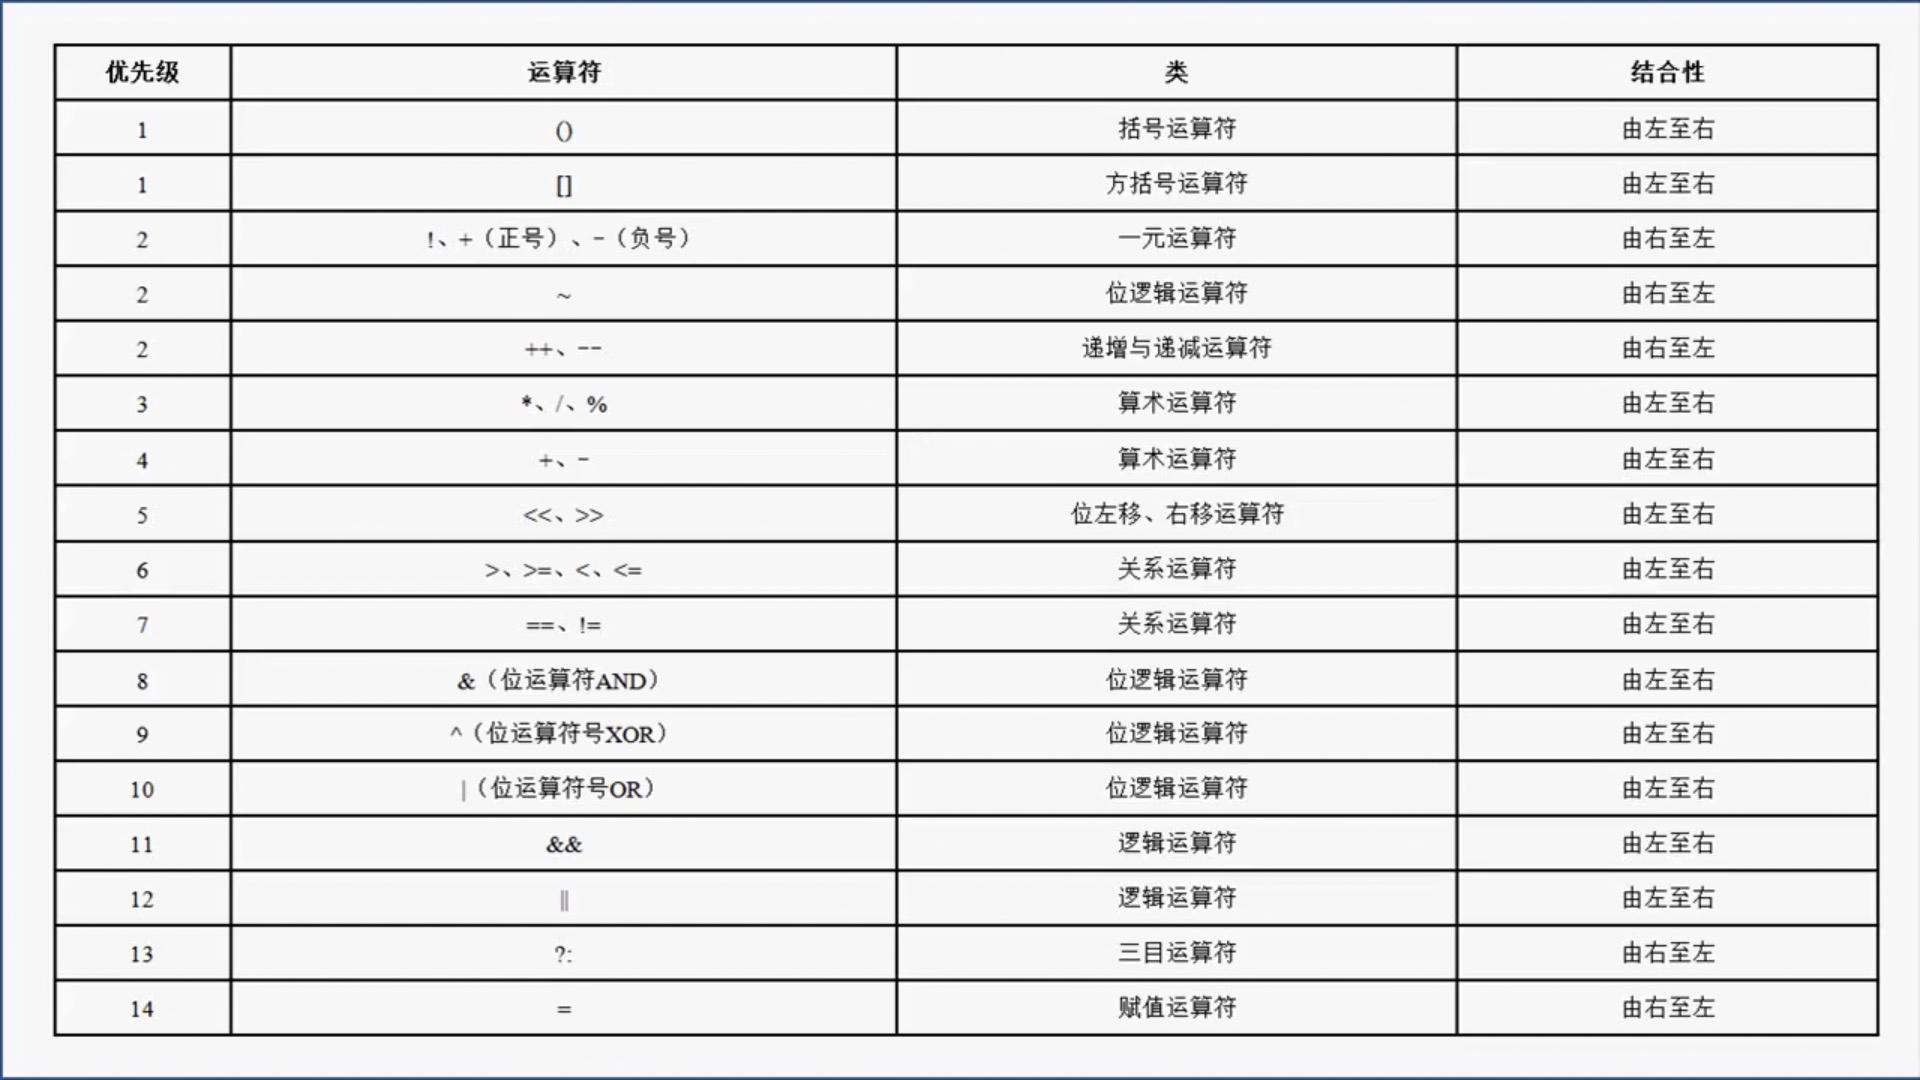 优先级 运算符 类 结合性
1 () 括号运算符 由左至右
1 [] 方括号运算符 由左至右
2 !、+（正号）、-（负号） 一元运算符 由右至左
2 ~ 位逻辑运算符 由右至左
2 ++、-- 递增与递减运算符 由右至左
3 *、/、% 算术运算符 由左至右
4 +、- 算术运算符 由左至右
5 <<、>> 位左移、右移运算符 由左至右
6 >、>=、<、<= 关系运算符 由左至右
7 ==、!= 关系运算符 由左至右
8 &（位运算符AND） 位逻辑运算符 由左至右
9 ^（位运算符号XOR） 位逻辑运算符 由左至右
10 |（位运算符号OR） 位逻辑运算符 由左至右
11 && 逻辑运算符 由左至右
12 || 逻辑运算符 由左至右
13 ?: 三目运算符 由右至左
14 = 赋值运算符 由右至左